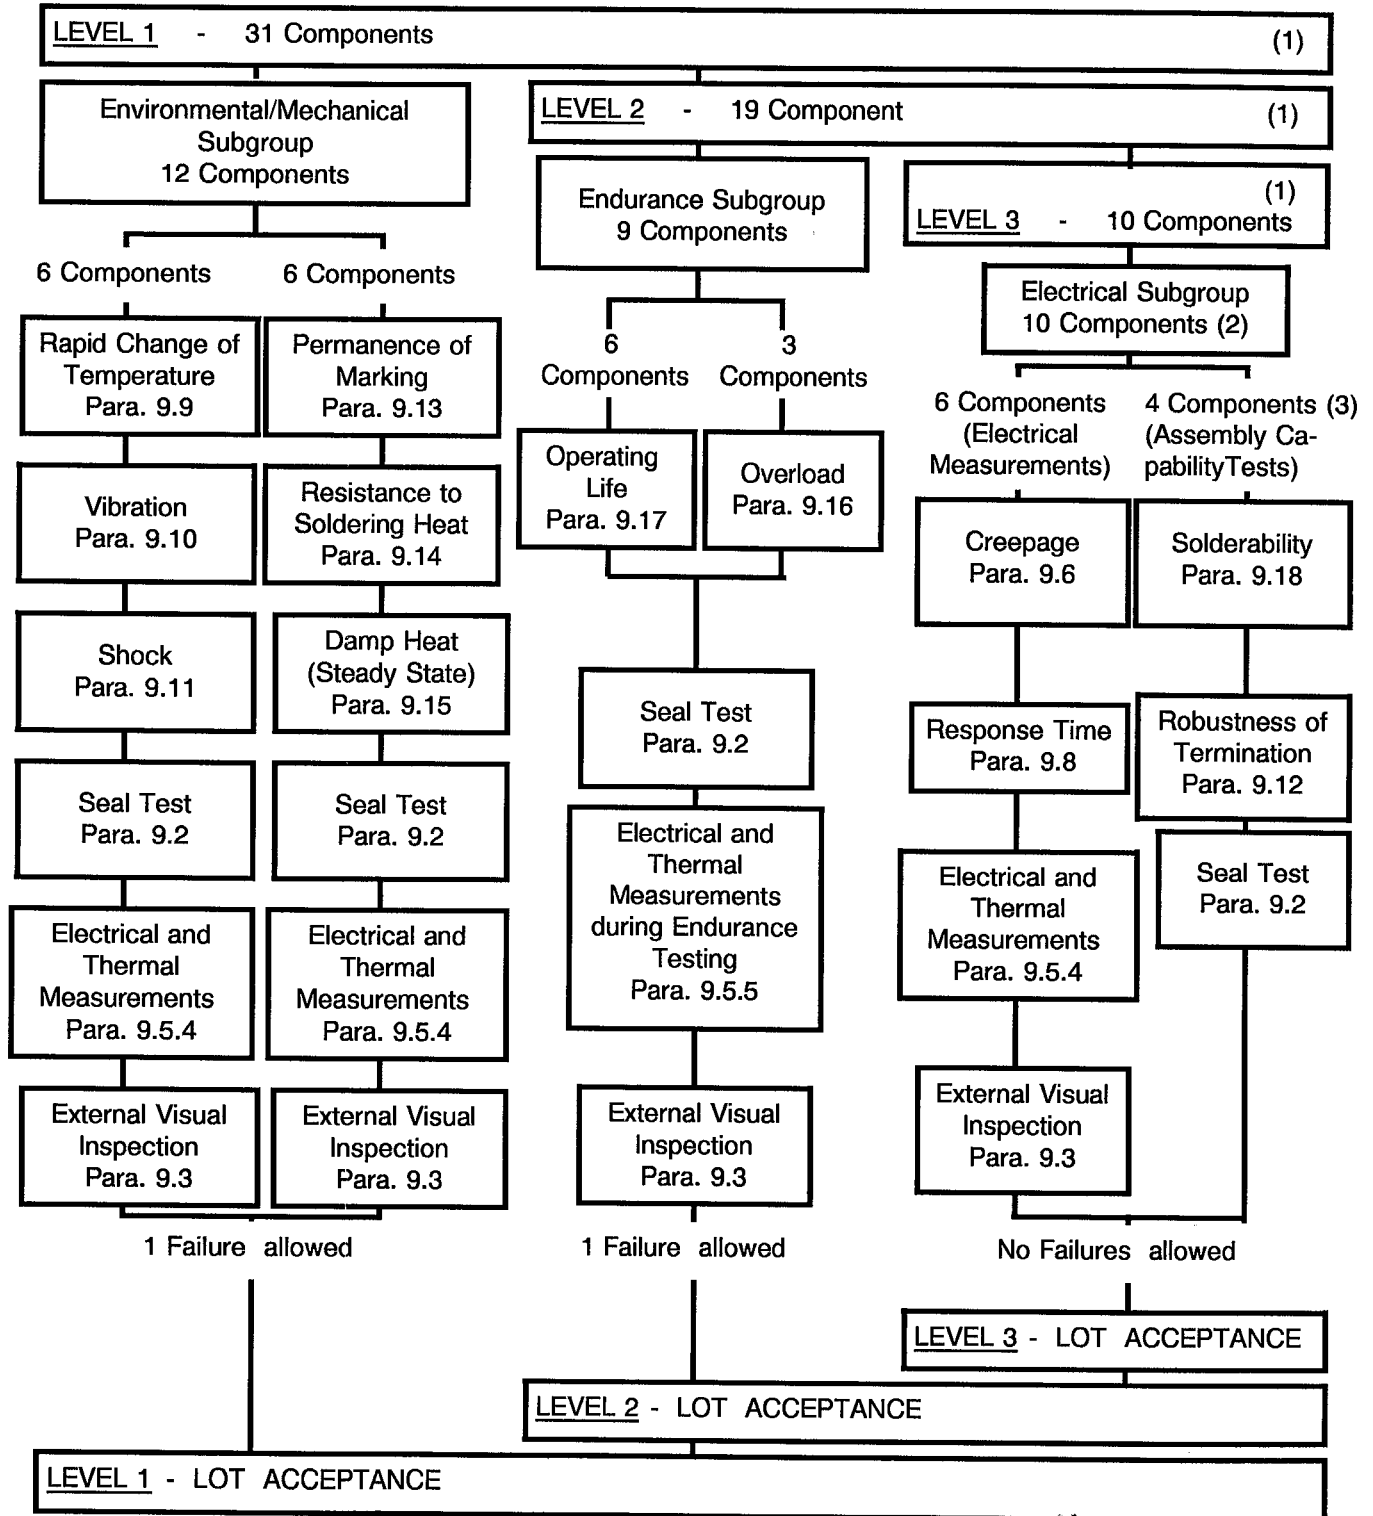 LEVEL 1 - 31 Components (1)
Environmental/Mechanical
Subgroup
12 Components
LEVEL 2 - 19 Component (1)
Endurance Subgroup
9 Components
(1)
LEVEL 3 - 10 Components
Electrical Subgroup
10 Components (2)
6 Components
6 Components
6
Components
3
Components
6 Components
(Electrical
Measurements)
4 Components (3)
(Assembly Ca-
pabilityTests)
Rapid Change of
Temperature
Para. 9.9
Vibration
Para. 9.10
Shock
Para. 9.11
Seal Test
Para. 9.2
Electrical and
Thermal
Measurements
Para. 9.5.4
External Visual
Inspection
Para. 9.3
Permanence of
Marking
Para. 9.13
Resistance to
Soldering Heat
Para. 9.14
Damp Heat
(Steady State)
Para. 9.15
Seal Test
Para. 9.2
Electrical and
Thermal
Measurements
Para. 9.5.4
External Visual
Inspection
Para. 9.3
1 Failure allowed
Operating
Life
Para. 9.17
Overload
Para. 9.16
Seal Test
Para. 9.2
Electrical and
Thermal
Measurements
during Endurance
Testing
Para. 9.5.5
External Visual
Inspection
Para. 9.3
1 Failure allowed
Creepage
Para. 9.6
Response Time
Para. 9.8
Electrical and
Thermal
Measurements
Para. 9.5.4
External Visual
Inspection
Para. 9.3
Solderability
Para. 9.18
Robustness of
Termination
Para. 9.12
Seal Test
Para. 9.2
No Failures allowed
LEVEL 3 - LOT ACCEPTANCE
LEVEL 2 - LOT ACCEPTANCE
LEVEL 1 - LOT ACCEPTANCE